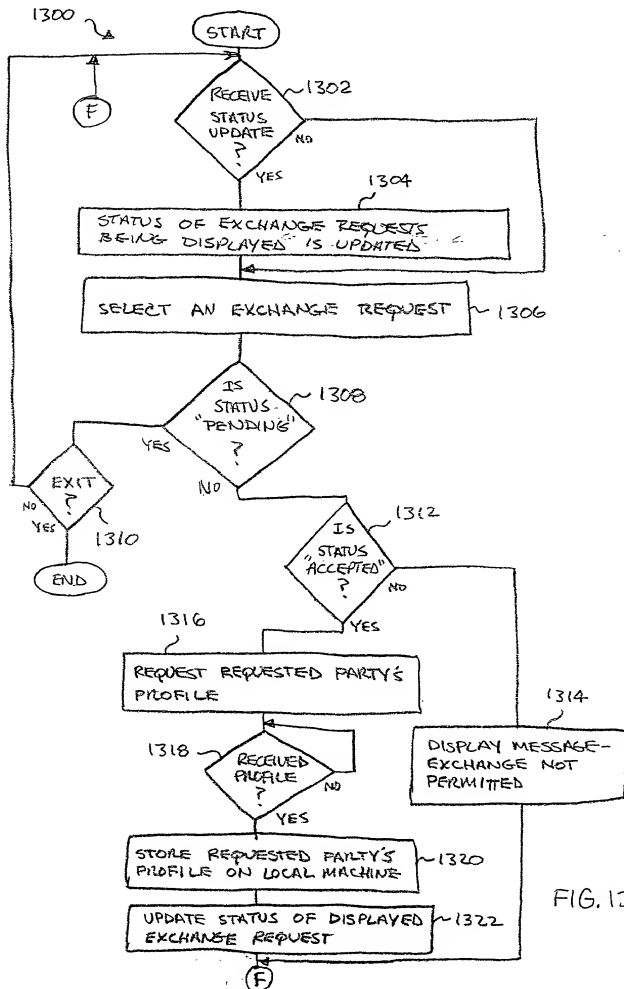 1300
START
F
1302
RECEIVE
STATUS
UPDATE
?
NO
YES
1304
STATUS OF EXCHANGE REQUESTS
BEING DISPLAYED IS UPDATED
SELECT AN EXCHANGE REQUEST
1306
IS
STATUS
"PENDING"
?
1308
YES
NO
EXIT
?
NO
YES
1310
END
IS
STATUS
"ACCEPTED"
?
1312
NO
YES
1316
REQUEST REQUESTED PARTY'S
PROFILE
1314
DISPLAY MESSAGE-
EXCHANGE NOT
PERMITTED
1318
RECEIVED
PROFILE
?
NO
YES
STORE REQUESTED PARTY'S
PROFILE ON LOCAL MACHINE
1320
UPDATE STATUS OF DISPLAYED
EXCHANGE REQUEST
1322
F
FIG. 13